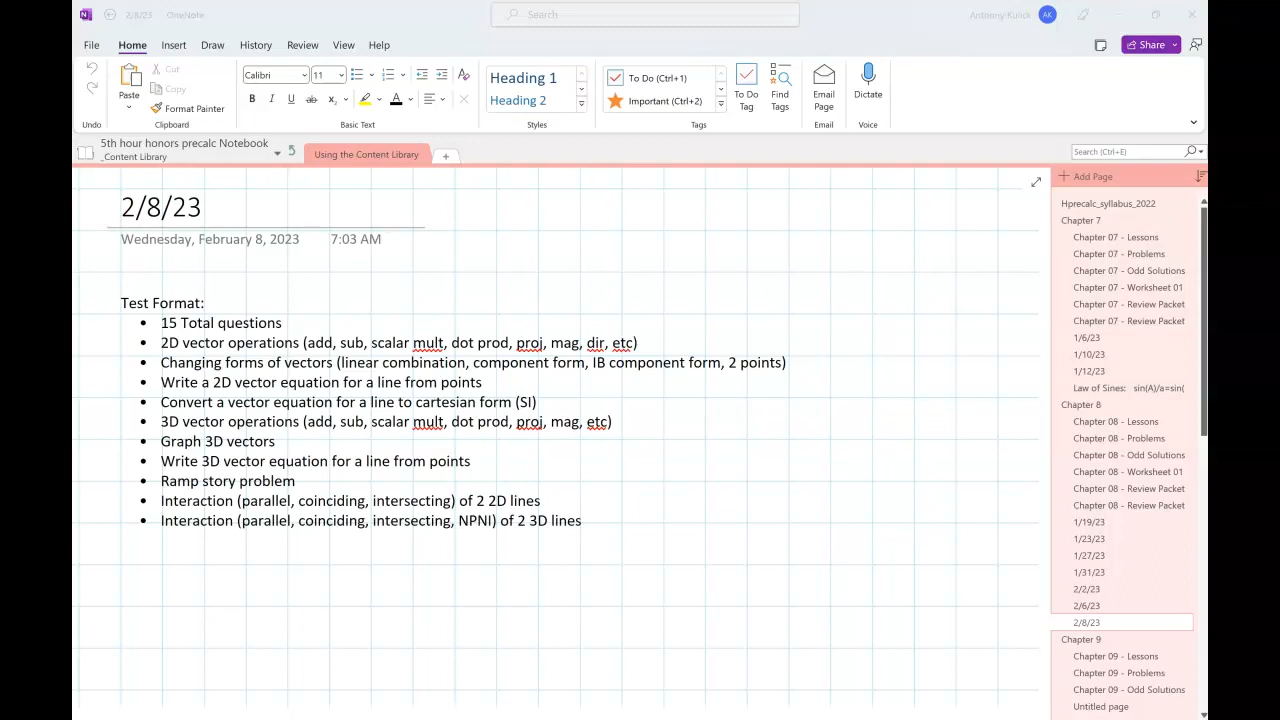 2/8/23 OneNote
Search
Anthony Kulick AK
File Home Insert Draw History Review View Help
Share
Undo
Paste
Cut
Copy
Format Painter
Clipboard
Calibri 11
B I U ab x₂ A
Basic Text
Heading 1
Heading 2
Styles
To Do (Ctrl+1)
Important (Ctrl+2)
To Do Tag
Find Tags
Tags
Email Page
Email
Dictate
Voice
5th hour honors precalc Notebook
_Content Library
Using the Content Library
Search (Ctrl+E)
2/8/23
Wednesday, February 8, 2023 7:03 AM
Test Format:
• 15 Total questions
• 2D vector operations (add, sub, scalar mult, dot prod, proj, mag, dir, etc)
• Changing forms of vectors (linear combination, component form, IB component form, 2 points)
• Write a 2D vector equation for a line from points
• Convert a vector equation for a line to cartesian form (SI)
• 3D vector operations (add, sub, scalar mult, dot prod, proj, mag, etc)
• Graph 3D vectors
• Write 3D vector equation for a line from points
• Ramp story problem
• Interaction (parallel, coinciding, intersecting) of 2 2D lines
• Interaction (parallel, coinciding, intersecting, NPNI) of 2 3D lines
Add Page
Hprecalc_syllabus_2022
Chapter 7
Chapter 07 - Lessons
Chapter 07 - Problems
Chapter 07 - Odd Solutions
Chapter 07 - Worksheet 01
Chapter 07 - Review Packet
Chapter 07 - Review Packet
1/6/23
1/10/23
1/12/23
Law of Sines: sin(A)/a=sin(
Chapter 8
Chapter 08 - Lessons
Chapter 08 - Problems
Chapter 08 - Odd Solutions
Chapter 08 - Worksheet 01
Chapter 08 - Review Packet
Chapter 08 - Review Packet
1/19/23
1/23/23
1/27/23
1/31/23
2/2/23
2/6/23
2/8/23
Chapter 9
Chapter 09 - Lessons
Chapter 09 - Problems
Chapter 09 - Odd Solutions
Untitled page